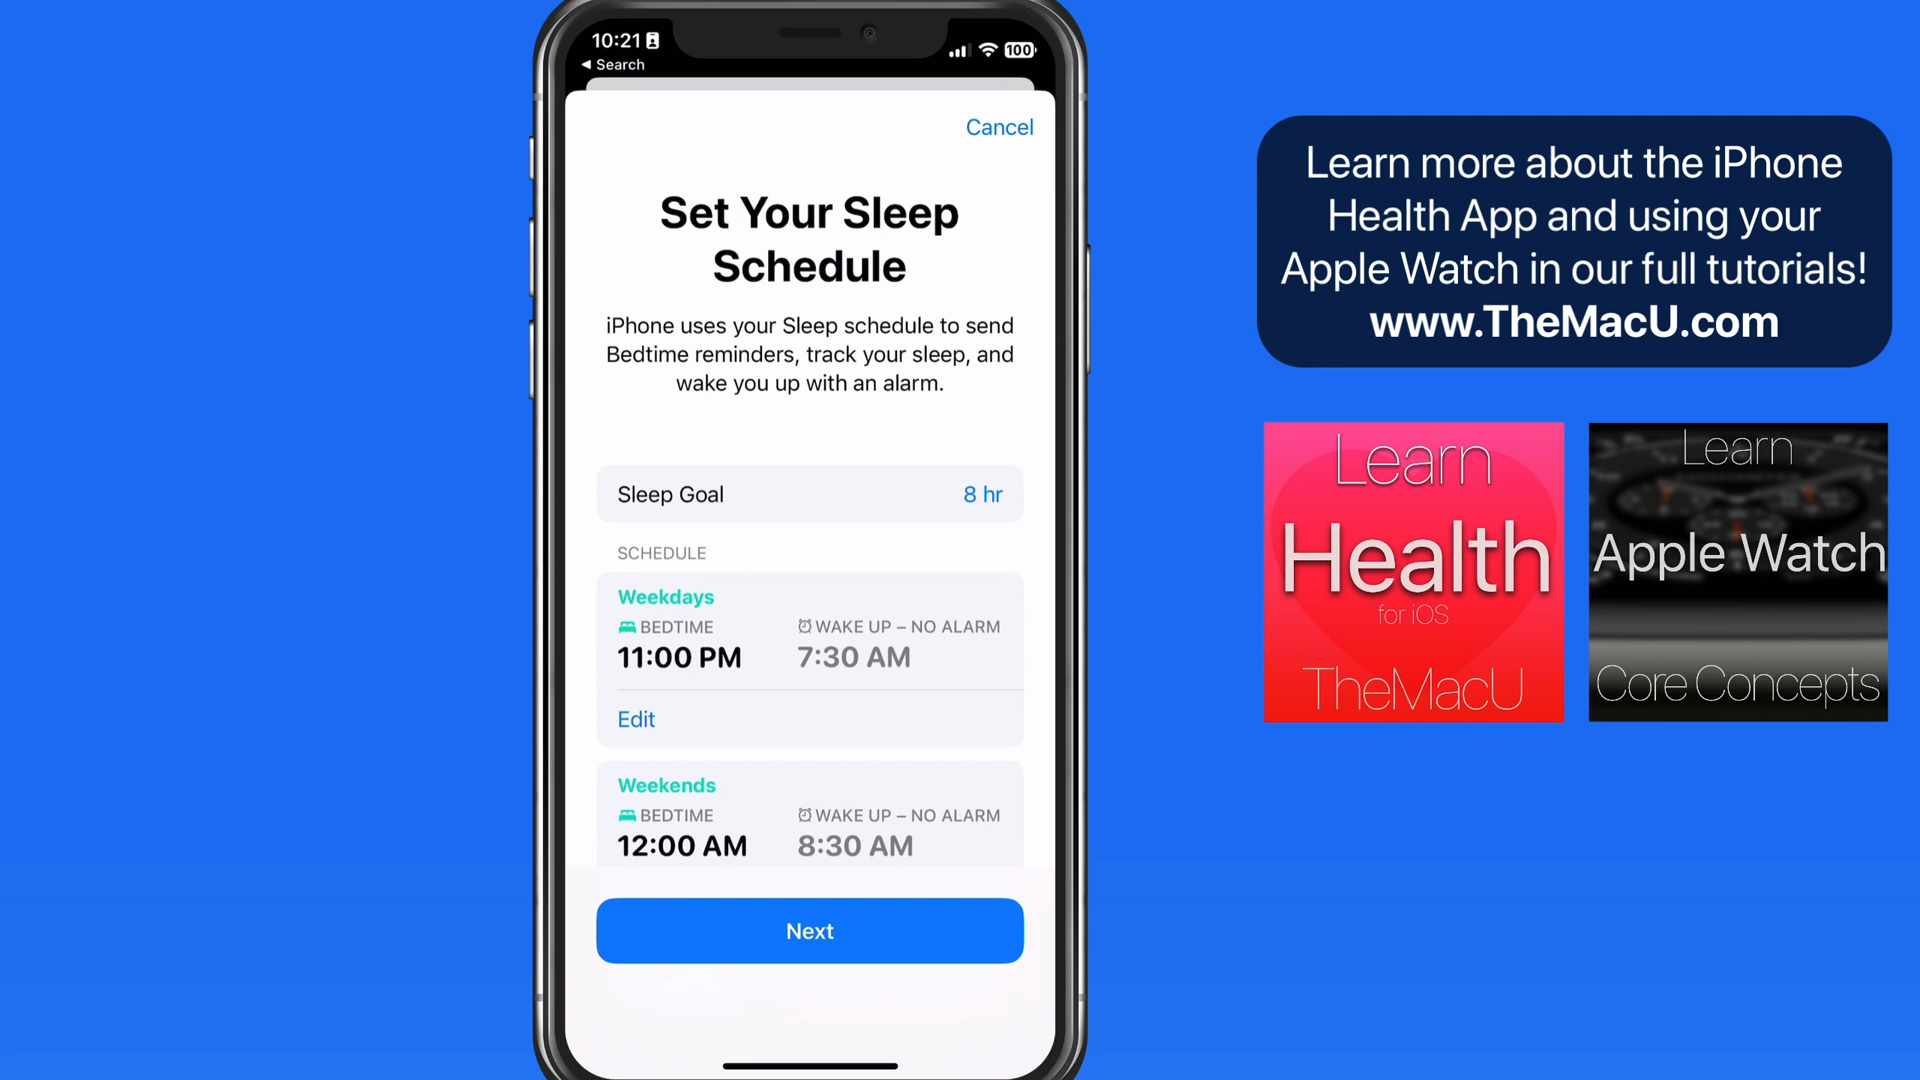 10:21
100
◀ Search
Cancel
Set Your Sleep
Schedule
iPhone uses your Sleep schedule to send
Bedtime reminders, track your sleep, and
wake you up with an alarm.
Sleep Goal 8 hr
SCHEDULE
Weekdays
BEDTIME WAKE UP – NO ALARM
11:00 PM 7:30 AM
Edit
Weekends
BEDTIME WAKE UP – NO ALARM
12:00 AM 8:30 AM
Next
Learn more about the iPhone
Health App and using your
Apple Watch in our full tutorials!
www.TheMacU.com
Learn
Health
for iOS
TheMacU
Learn
Apple Watch
Core Concepts